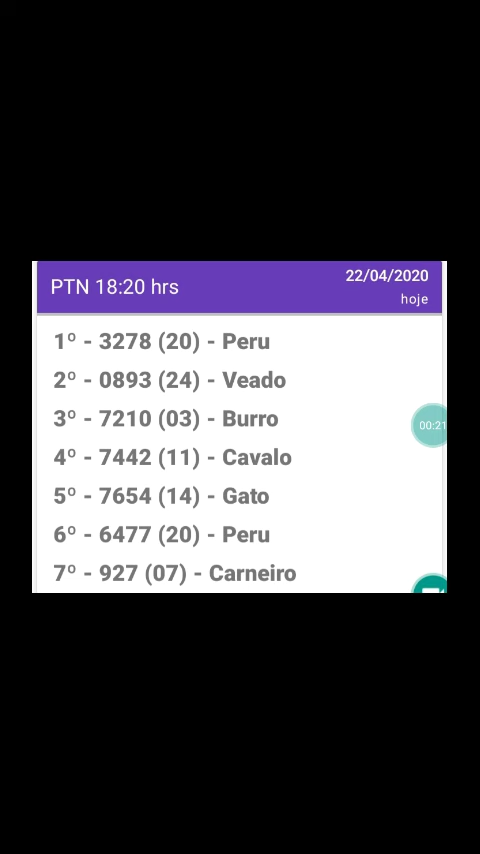 PTN 18:20 hrs
22/04/2020
hoje
1º - 3278 (20) - Peru
2º - 0893 (24) - Veado
3º - 7210 (03) - Burro
00:21
4º - 7442 (11) - Cavalo
5º - 7654 (14) - Gato
6º - 6477 (20) - Peru
7º - 927 (07) - Carneiro